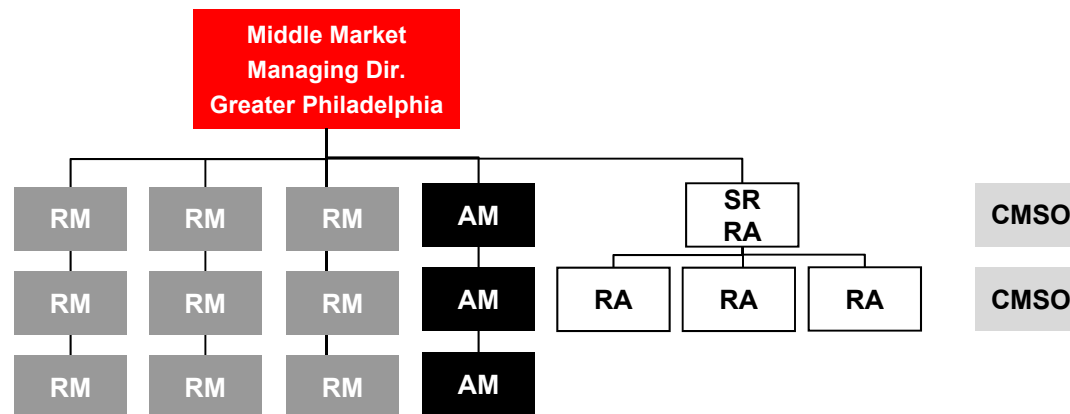 Middle Market
Managing Dir.
Greater Philadelphia
RM
RM
RM
AM
SR
RA
CMSO
RM
RM
RM
AM
RA
RA
RA
CMSO
RM
RM
RM
AM